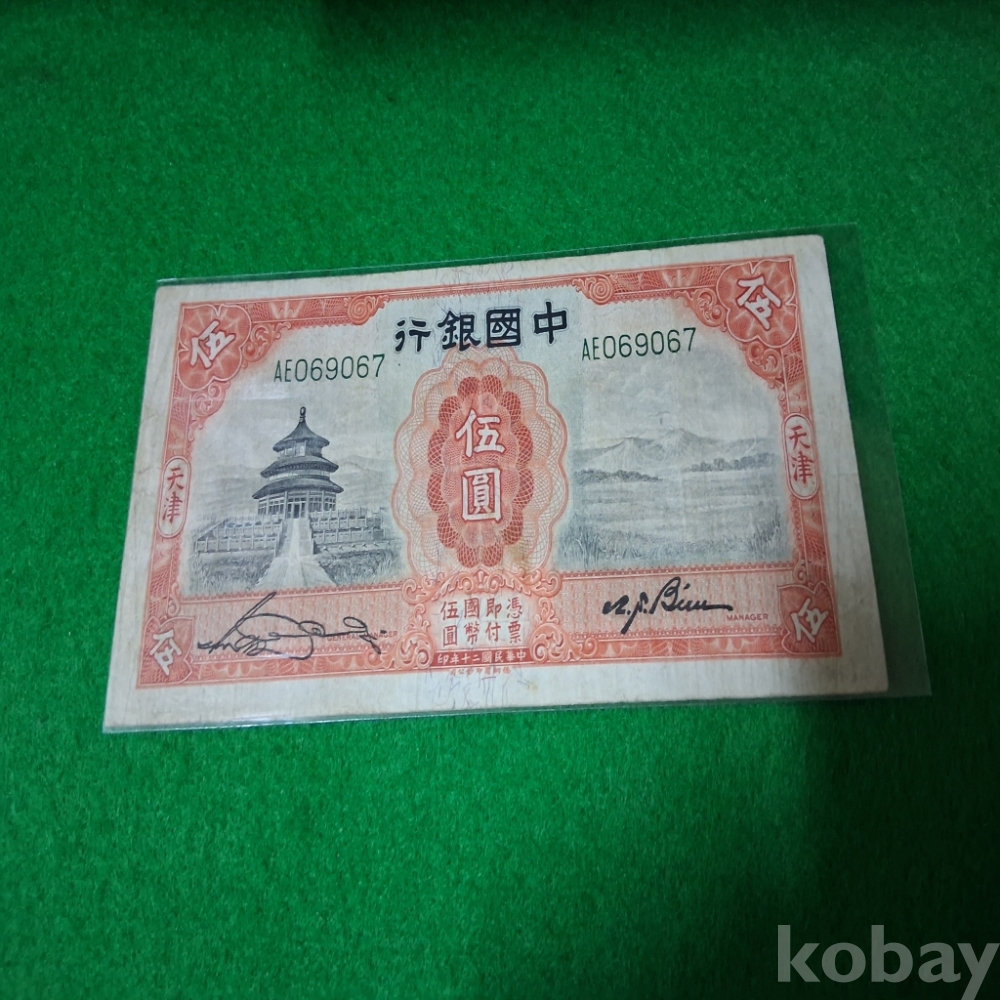 中國銀行
AE069067
AE069067
伍
伍
伍圓
天津
天津
憑票即付國幣伍圓
MANAGER
伍
伍
中華民國二十年印
kobay